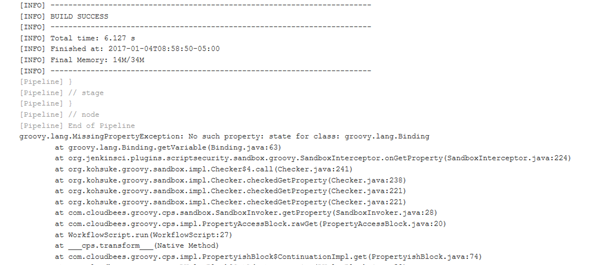 [INFO] ------------------------------------------------------------------------
[INFO] BUILD SUCCESS
[INFO] ------------------------------------------------------------------------
[INFO] Total time: 6.127 s
[INFO] Finished at: 2017-01-04T08:58:50-05:00
[INFO] Final Memory: 14M/34M
[INFO] ------------------------------------------------------------------------
[Pipeline] }
[Pipeline] // stage
[Pipeline] }
[Pipeline] // node
[Pipeline] End of Pipeline
groovy.lang.MissingPropertyException: No such property: state for class: groovy.lang.Binding
at groovy.lang.Binding.getVariable(Binding.java:63)
at org.jenkinsci.plugins.scriptsecurity.sandbox.groovy.SandboxInterceptor.onGetProperty(SandboxInterceptor.java:224)
at org.kohsuke.groovy.sandbox.impl.Checker$4.call(Checker.java:241)
at org.kohsuke.groovy.sandbox.impl.Checker.checkedGetProperty(Checker.java:238)
at org.kohsuke.groovy.sandbox.impl.Checker.checkedGetProperty(Checker.java:221)
at org.kohsuke.groovy.sandbox.impl.Checker.checkedGetProperty(Checker.java:221)
at com.cloudbees.groovy.cps.sandbox.SandboxInvoker.getProperty(SandboxInvoker.java:28)
at com.cloudbees.groovy.cps.impl.PropertyAccessBlock.rawGet(PropertyAccessBlock.java:20)
at WorkflowScript.run(WorkflowScript:27)
at ___cps.transform___(Native Method)
at com.cloudbees.groovy.cps.impl.PropertyishBlock$ContinuationImpl.get(PropertyishBlock.java:74)